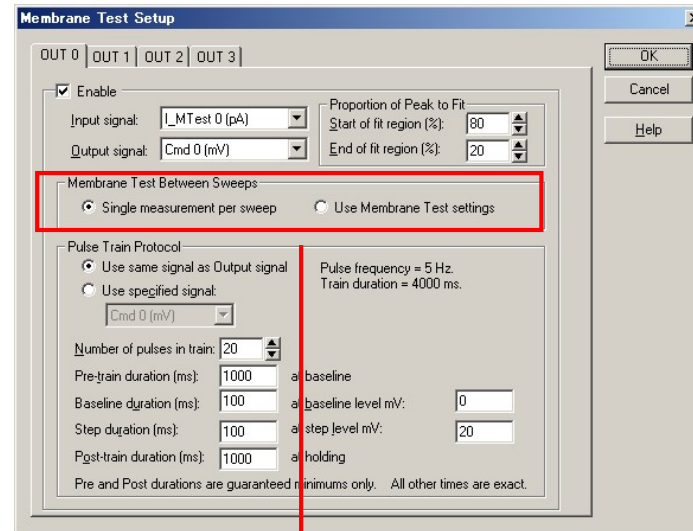 Membrane Test Setup
OUT 0 OUT 1 OUT 2 OUT 3
OK
Cancel
Help
Enable
Input signal: I_MTest 0 (pA)
Output signal: Cmd 0 (mV)
Proportion of Peak to Fit
Start of fit region (%): 80
End of fit region (%): 20
Membrane Test Between Sweeps
Single measurement per sweep Use Membrane Test settings
Pulse Train Protocol
Use same signal as Output signal
Use specified signal:
Cmd 0 (mV)
Pulse frequency = 5 Hz.
Train duration = 4000 ms.
Number of pulses in train: 20
Pre-train duration (ms): 1000 at baseline
Baseline duration (ms): 100 at baseline level mV: 0
Step duration (ms): 100 at step level mV: 20
Post-train duration (ms): 1000 at holding
Pre and Post durations are guaranteed minimums only. All other times are exact.